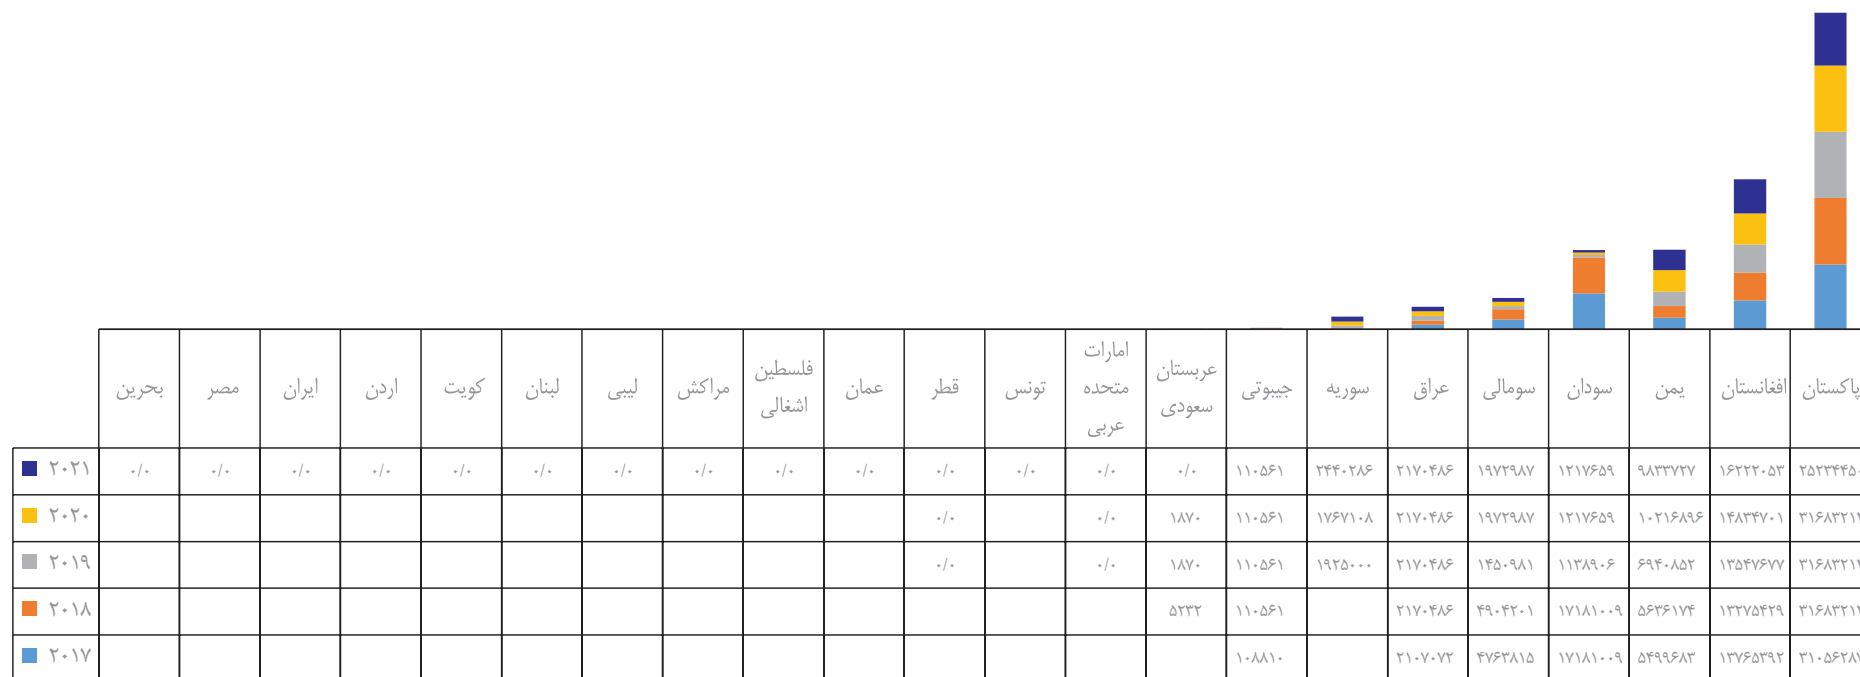 پاکستان افغانستان یمن سودان سومالی عراق سوریه جیبوتی عربستان سعودی امارات متحده عربی تونس قطر عمان فلسطین اشغالی مراکش لیبی لبنان کویت اردن ایران مصر بحرین
۱۶۲۲۲۰۵۳ ۹۸۳۳۷۲۷ ۱۲۱۷۶۵۹ ۱۹۷۲۹۸۷ ۲۱۷۰۴۸۶ ۲۴۴۰۲۸۶ ۱۱۰۵۶۱ ۰/۰ ۰/۰ ۰/۰ ۰/۰ ۰/۰ ۰/۰ ۰/۰ ۰/۰ ۰/۰ ۰/۰ ۰/۰ ۰/۰ ۰/۰ ۰/۰ ۲۰۲۱
۱۴۸۳۴۷۰۱ ۱۰۲۱۶۸۹۶ ۱۲۱۷۶۵۹ ۱۹۷۲۹۸۷ ۲۱۷۰۴۸۶ ۱۷۶۷۱۰۸ ۱۱۰۵۶۱ ۱۸۷۰ ۰/۰ ۰/۰ ۲۰۲۰
۱۳۵۴۷۶۷۷ ۶۹۴۰۸۵۲ ۱۱۳۸۹۰۶ ۱۴۵۰۹۸۱ ۲۱۷۰۴۸۶ ۱۹۲۵۰۰۰ ۱۱۰۵۶۱ ۱۸۷۰ ۰/۰ ۰/۰ ۲۰۱۹
۱۳۲۷۵۴۲۹ ۵۶۳۶۱۷۴ ۱۷۱۸۱۰۰۹ ۴۹۰۴۲۰۱ ۲۱۷۰۴۸۶ ۱۱۰۵۶۱ ۵۲۳۲ ۲۰۱۸
۱۳۷۶۵۳۹۲ ۵۴۹۹۶۸۳ ۱۷۱۸۱۰۰۹ ۴۷۶۳۸۱۵ ۲۱۰۷۰۷۲ ۱۰۸۸۱۰ ۲۰۱۷